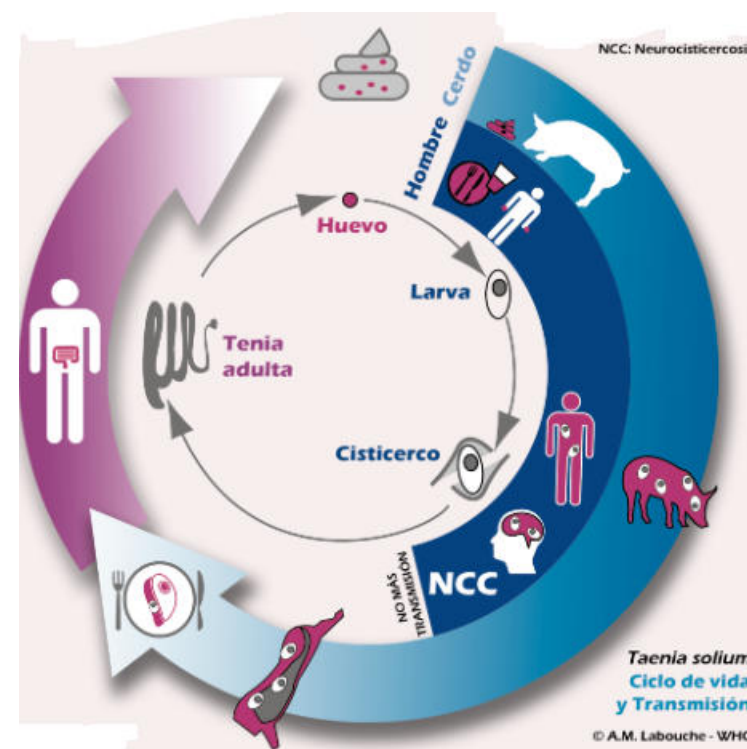 NCC: Neurocisticercosi
Hombre Cerdo
Huevo
Larva
Tenia
adulta
Cisticerco
NO MÁS
TRANSMISIÓN
NCC
Taenia solium
Ciclo de vida
y Transmisión
© A.M. Labouche - WHO